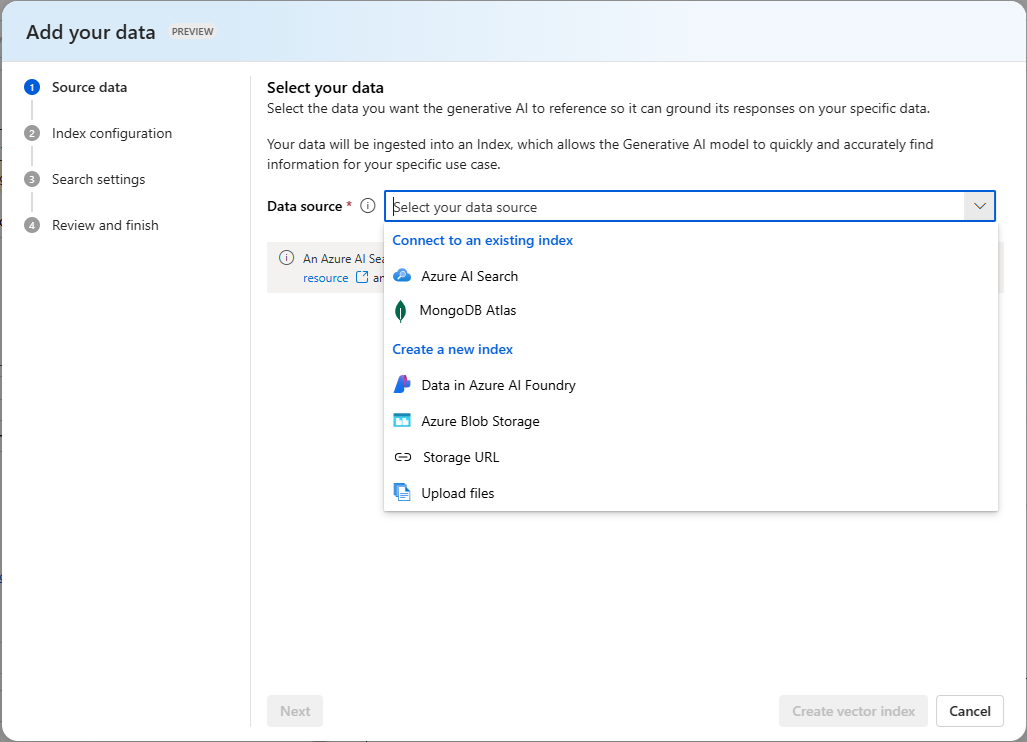 Add your data PREVIEW
1 Source data
2 Index configuration
3 Search settings
4 Review and finish
Select your data
Select the data you want the generative AI to reference so it can ground its responses on your specific data.
Your data will be ingested into an Index, which allows the Generative AI model to quickly and accurately find
information for your specific use case.
Data source * Select your data source
An Azure AI Sea
resource an
Connect to an existing index
Azure AI Search
MongoDB Atlas
Create a new index
Data in Azure AI Foundry
Azure Blob Storage
Storage URL
Upload files
Next
Create vector index
Cancel